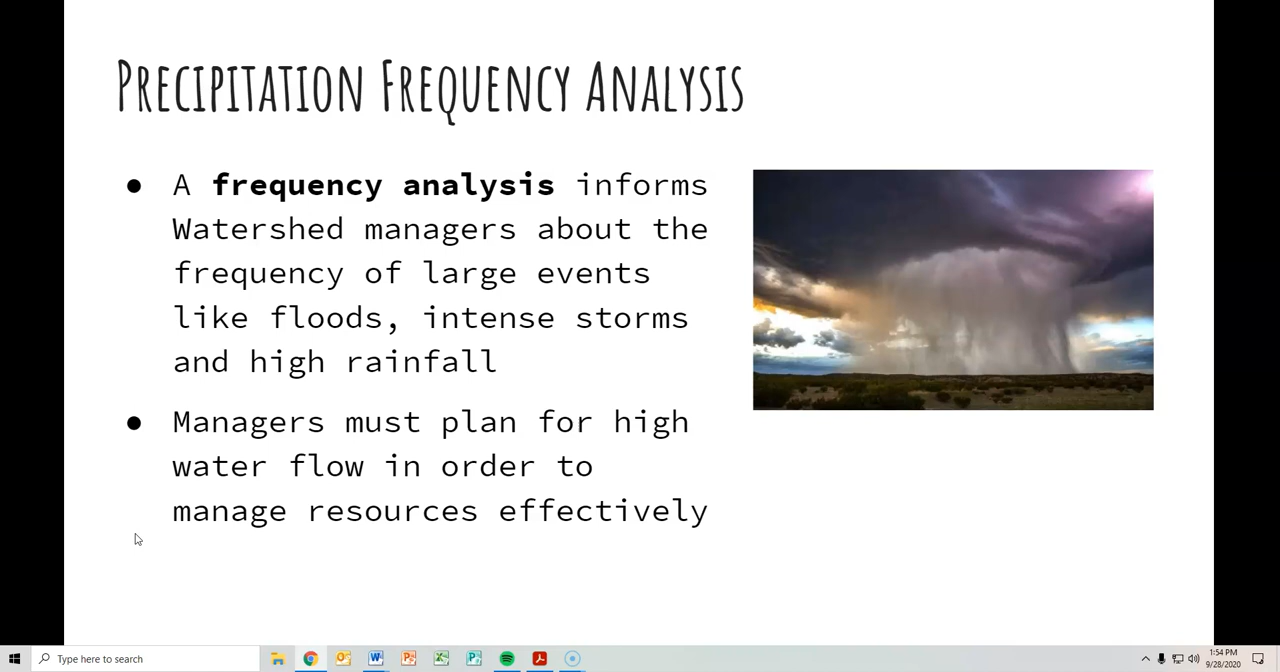 PRECIPITATION FREQUENCY ANALYSIS
● A frequency analysis informs
Watershed managers about the
frequency of large events
like floods, intense storms
and high rainfall
● Managers must plan for high
water flow in order to
manage resources effectively
Type here to search
1:54 PM
9/28/2020